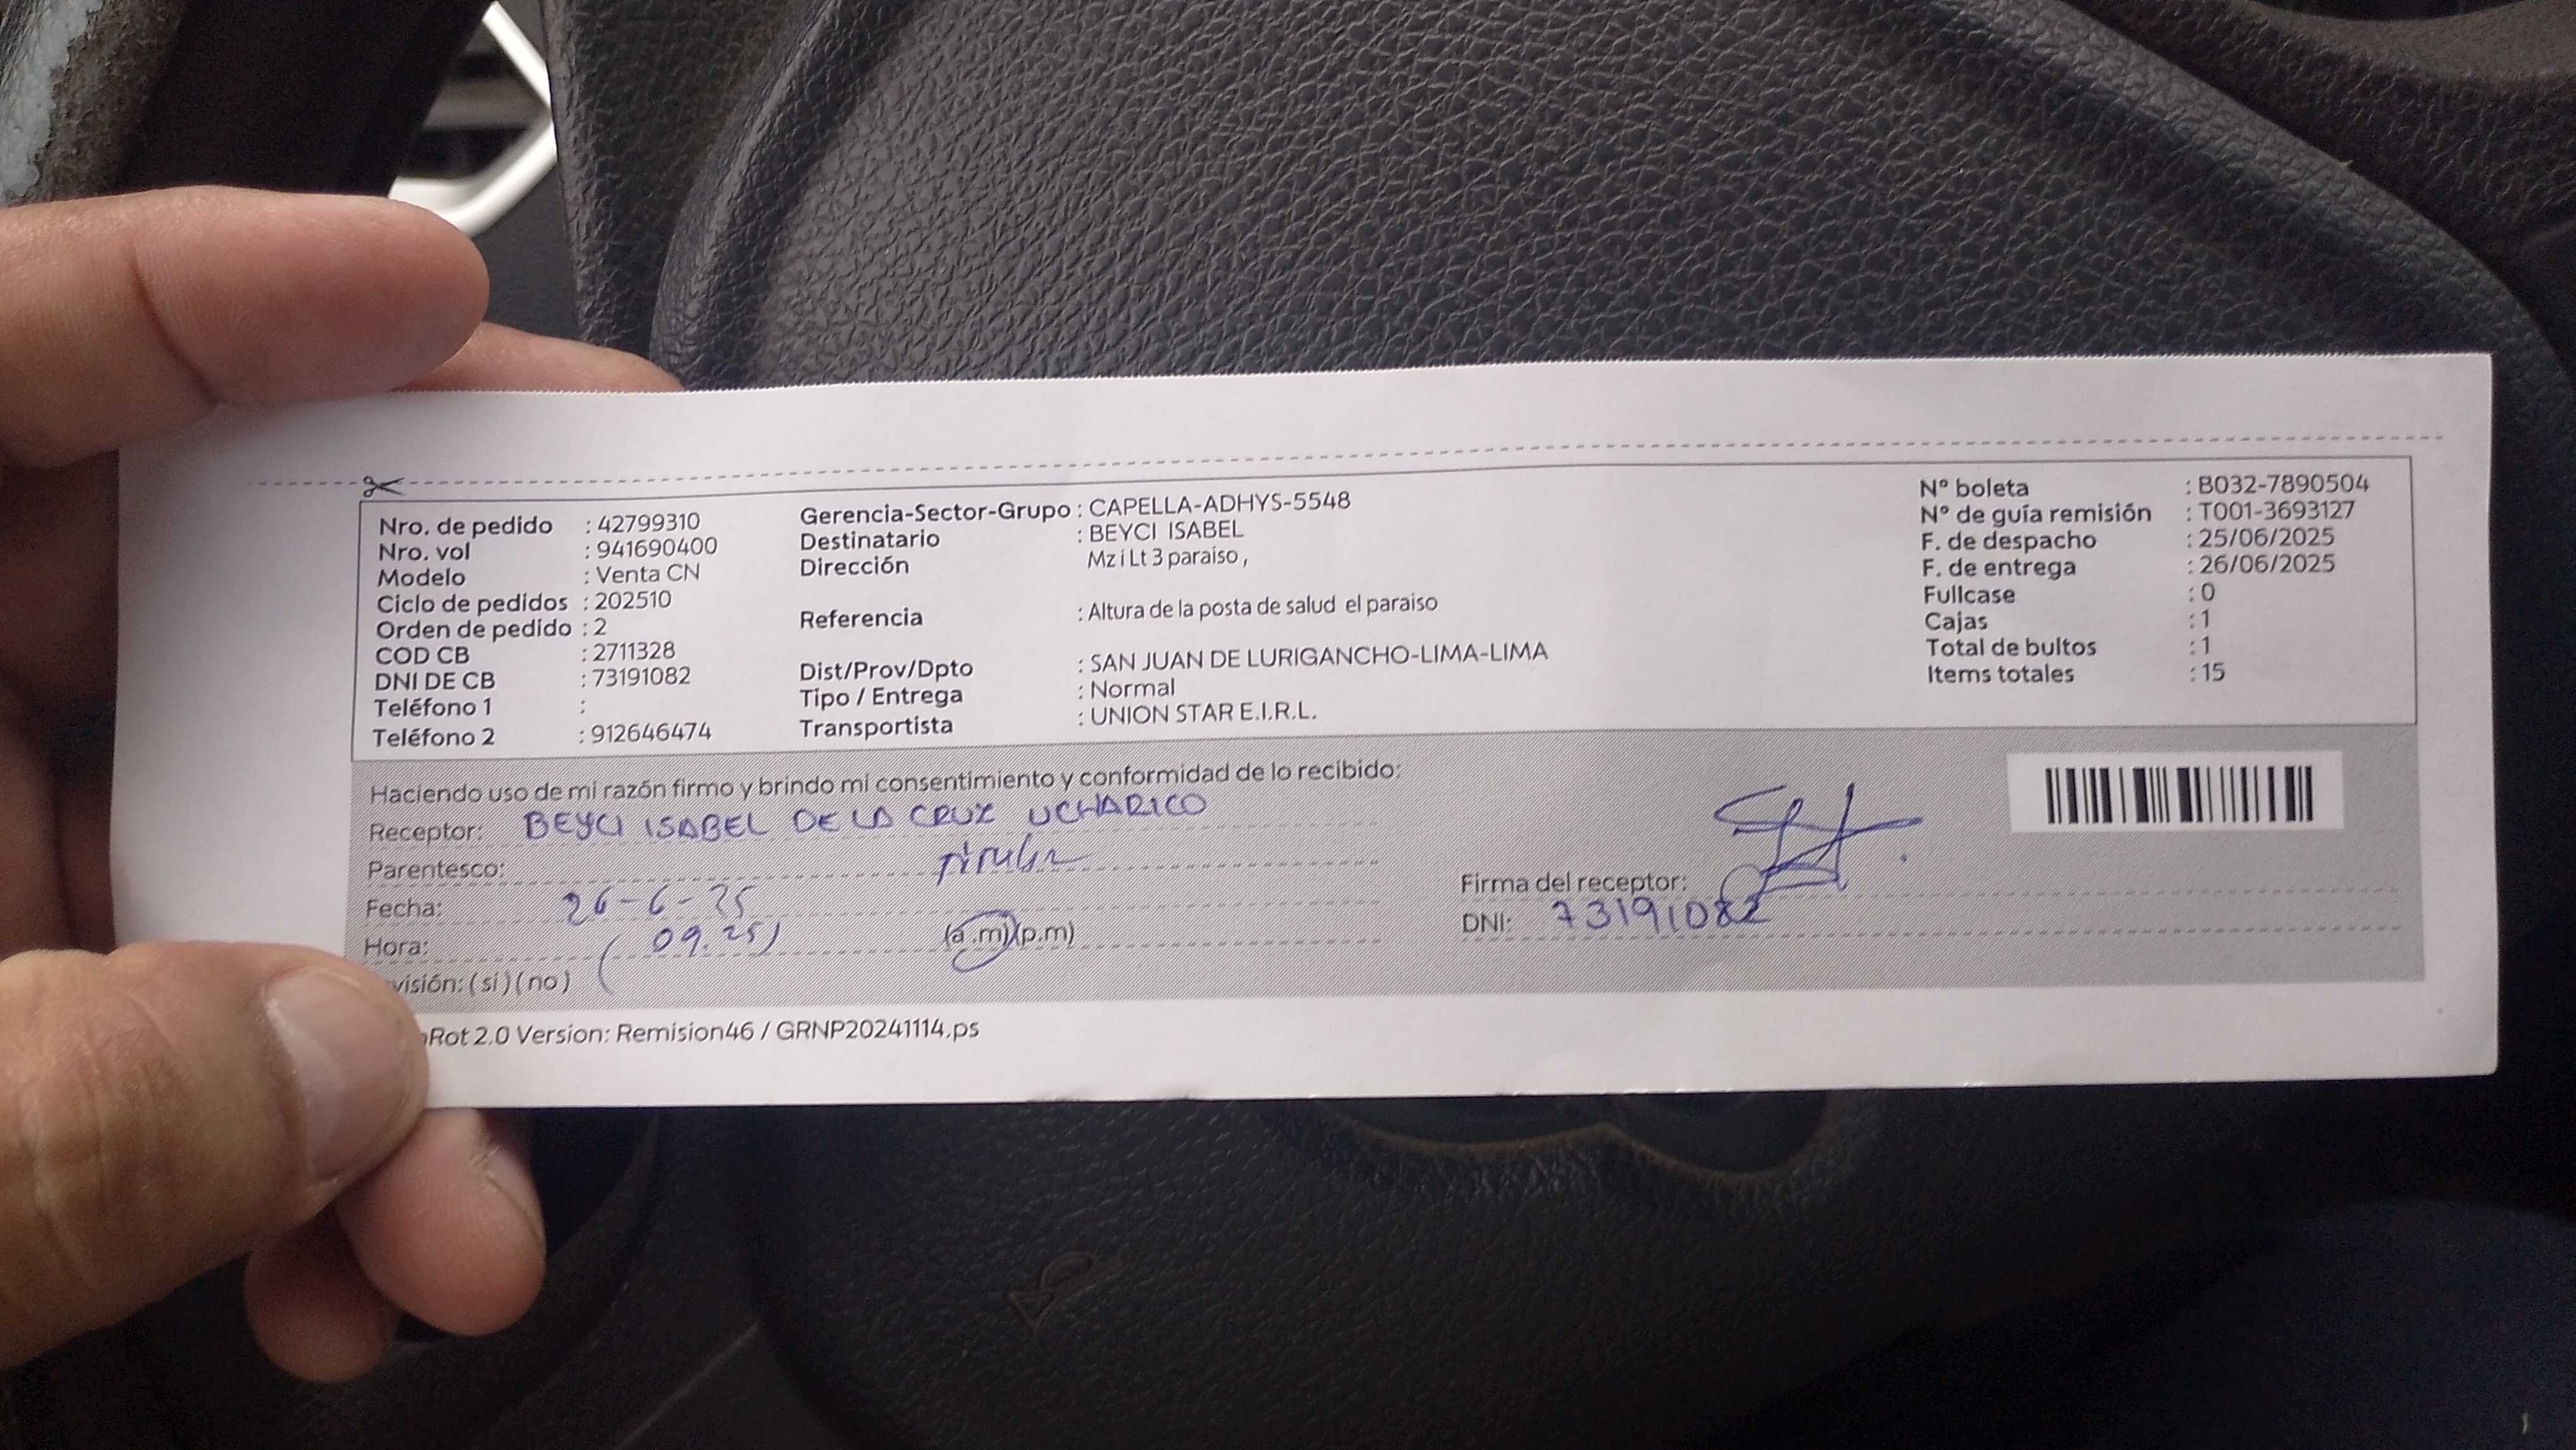 Nro. de pedido : 42799310
Nro. vol : 941690400
Modelo : Venta CN
Ciclo de pedidos : 202510
Orden de pedido : 2
COD CB : 2711328
DNI DE CB : 73191082
Teléfono 1 :
Teléfono 2 : 912646474
Gerencia-Sector-Grupo : CAPELLA-ADHYS-5548
Destinatario : BEYCI ISABEL
Dirección Mz i Lt 3 paraiso ,
Referencia : Altura de la posta de salud el paraiso
Dist/Prov/Dpto : SAN JUAN DE LURIGANCHO-LIMA-LIMA
Tipo / Entrega : Normal
Transportista : UNION STAR E.I.R.L.
N° boleta : B032-7890504
N° de guía remisión : T001-3693127
F. de despacho : 25/06/2025
F. de entrega : 26/06/2025
Fullcase : 0
Cajas : 1
Total de bultos : 1
Items totales : 15
Haciendo uso de mi razón firmo y brindo mi consentimiento y conformidad de lo recibido:
Receptor: BEYCI ISABEL DE LA CRUZ UCHARICO
Parentesco: titular
Fecha: 26-6-25
Hora: (09.25) (a.m)(p.m)
visión: (si) (no)
Firma del receptor:
DNI: 73191082
Rot 2.0 Version: Remision46 / GRNP20241114.ps